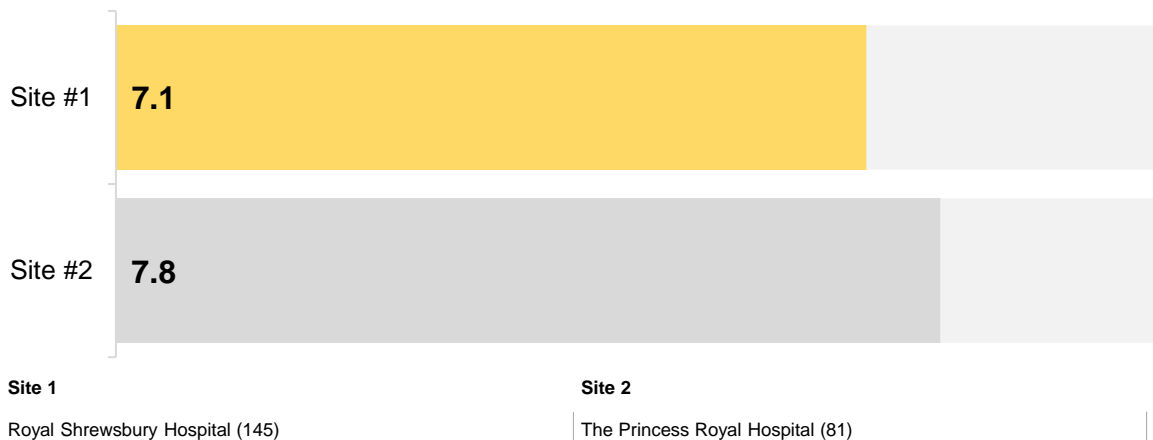 Site #1 7.1
Site #2 7.8
Site 1 Site 2
Royal Shrewsbury Hospital (145) The Princess Royal Hospital (81)